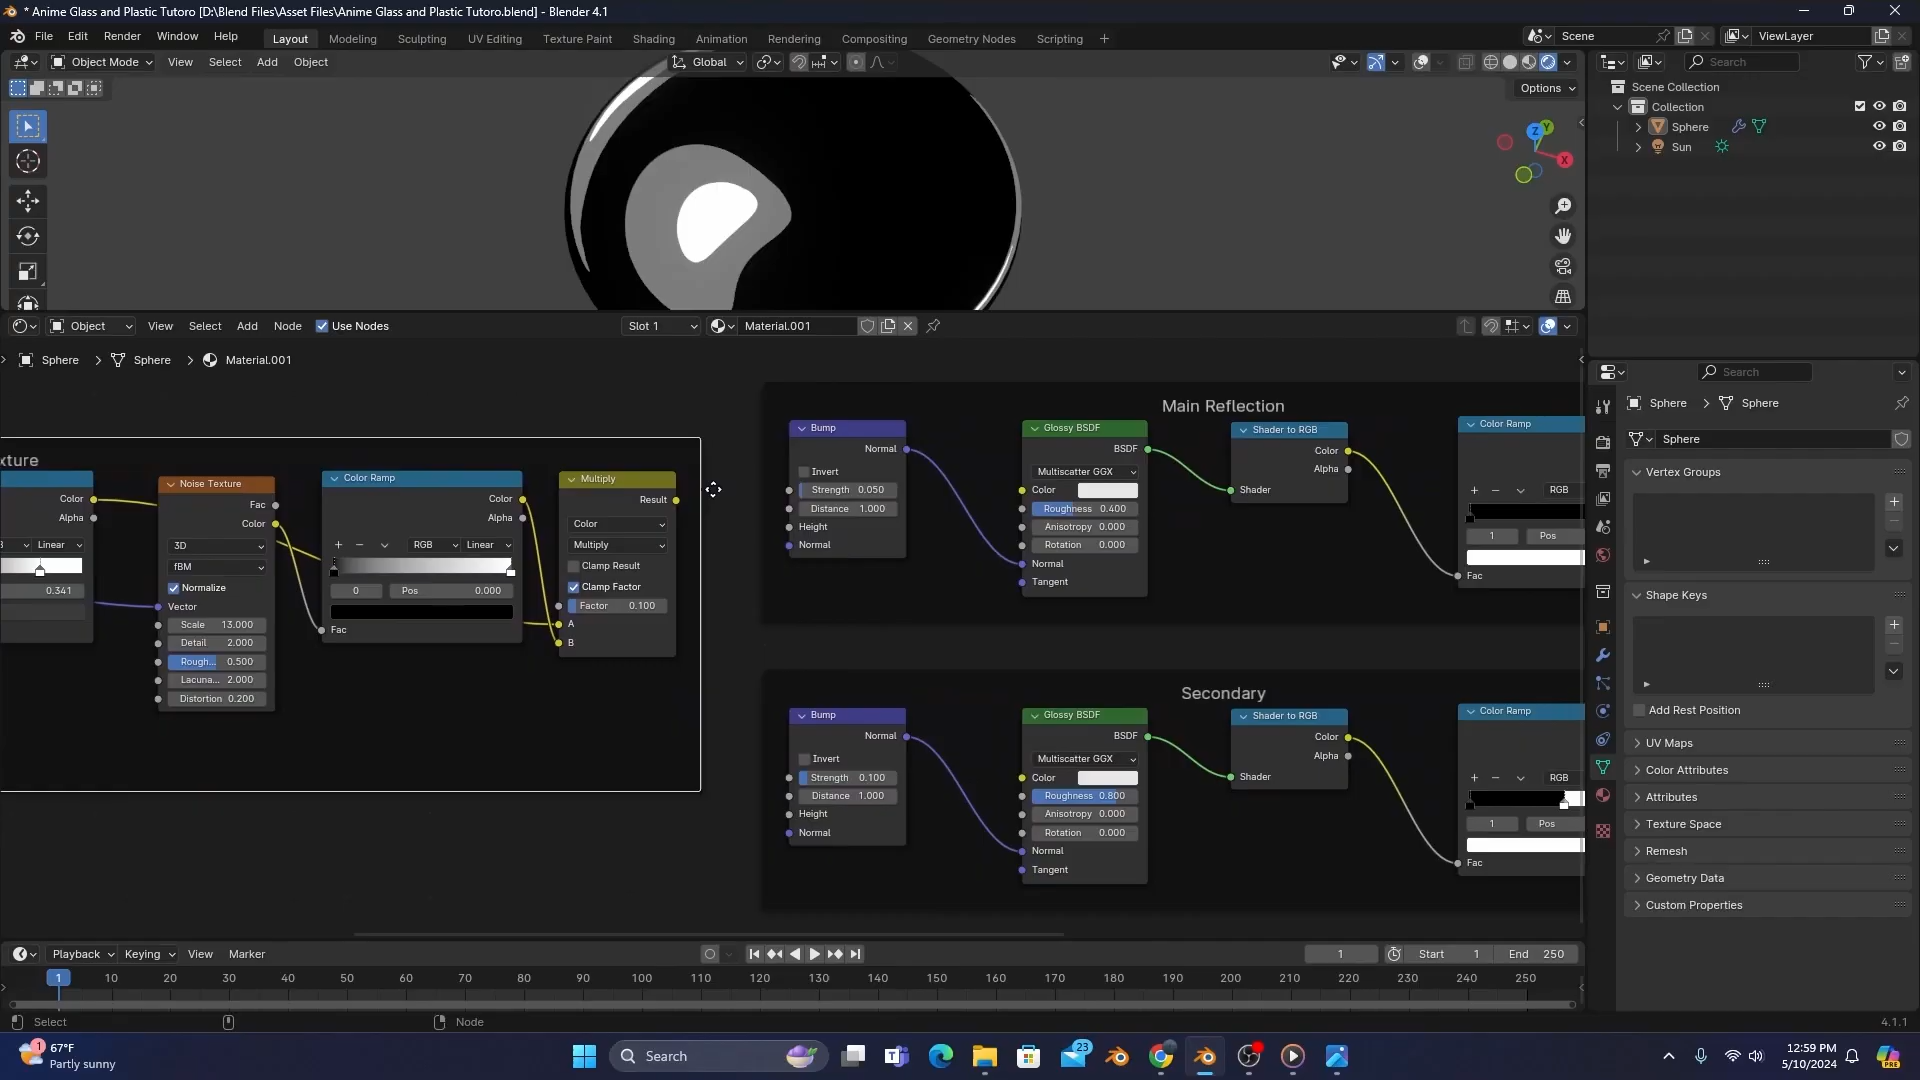 * Anime Glass and Plastic Tutoro [D:\Blend Files\Asset Files\Anime Glass and Plastic Tutoro.blend] - Blender 4.1
File Edit Render Window Help Layout Modeling Sculpting UV Editing Texture Paint Shading Animation Rendering Compositing Geometry Nodes Scripting + Scene ViewLayer
Object Mode View Select Add Object Global Search
Options
Scene Collection
Collection
Sphere
Sun
Z Y
X
Object View Select Add Node Use Nodes Slot 1 Material.001
Sphere > Sphere > Material.001
Search
Sphere > Sphere
Sphere
Vertex Groups
Shape Keys
Add Rest Position
UV Maps
Color Attributes
Attributes
Texture Space
Remesh
Geometry Data
Custom Properties
xture
Color
Alpha
Linear
0.341
Noise Texture
Fac
Color
3D
fBM
Normalize
Vector
Scale 13.000
Detail 2.000
Rough... 0.500
Lacuna... 2.000
Distortion 0.200
Color Ramp
Color
Alpha
RGB Linear
0 Pos 0.000
Fac
Multiply
Result
Color
Multiply
Clamp Result
Clamp Factor
Factor 0.100
A
B
Main Reflection
Bump
Normal
Invert
Strength 0.050
Distance 1.000
Height
Normal
Glossy BSDF
BSDF
Multiscatter GGX
Color
Roughness 0.400
Anisotropy 0.000
Rotation 0.000
Normal
Tangent
Shader to RGB
Color
Alpha
Shader
Color Ramp
RGB
1 Pos
Fac
Secondary
Bump
Normal
Invert
Strength 0.100
Distance 1.000
Height
Normal
Glossy BSDF
BSDF
Multiscatter GGX
Color
Roughness 0.800
Anisotropy 0.000
Rotation 0.000
Normal
Tangent
Shader to RGB
Color
Alpha
Shader
Color Ramp
RGB
1 Pos
Fac
Playback Keying View Marker 1 Start 1 End 250
1 10 20 30 40 50 60 70 80 90 100 110 120 130 140 150 160 170 180 190 200 210 220 230 240 250
Select Node 4.1.1
1 67°F
Partly sunny
Search
23
12:59 PM
5/10/2024
PRE